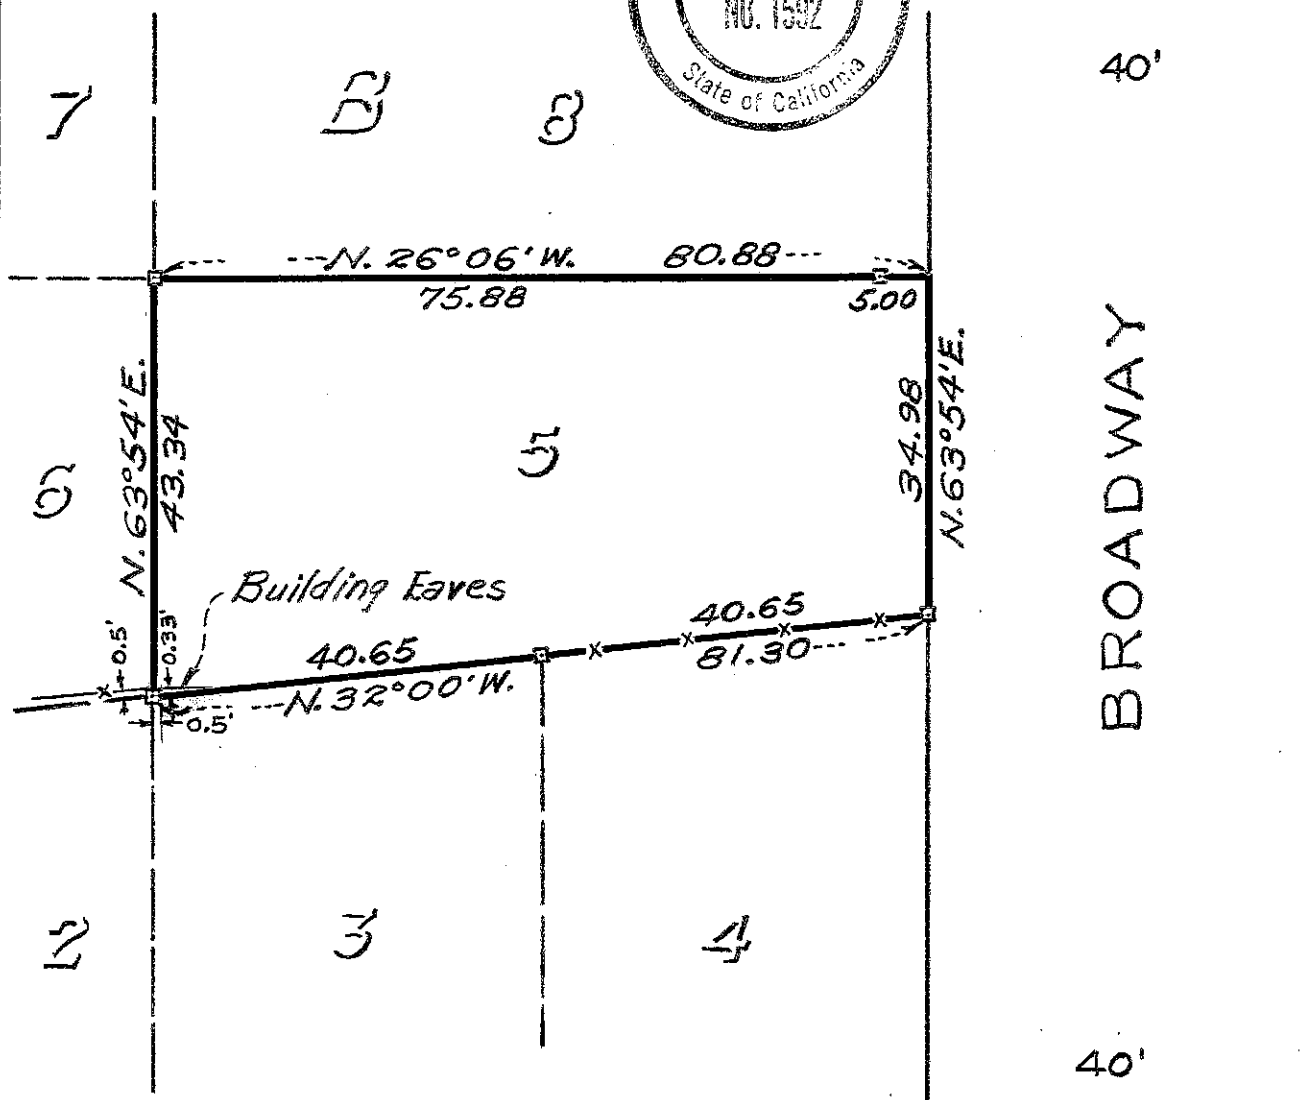 NO. 1592
State of California
40'
7
B
8
N. 26°06' W. 80.88
75.88
5.00
N. 63°54' E.
43.34
5
34.98
N. 63°54' E.
BROADWAY
6
Building Eaves
0.5'
0.33'
40.65
40.65
81.30
N. 32°00' W.
0.5'
2
3
4
40'